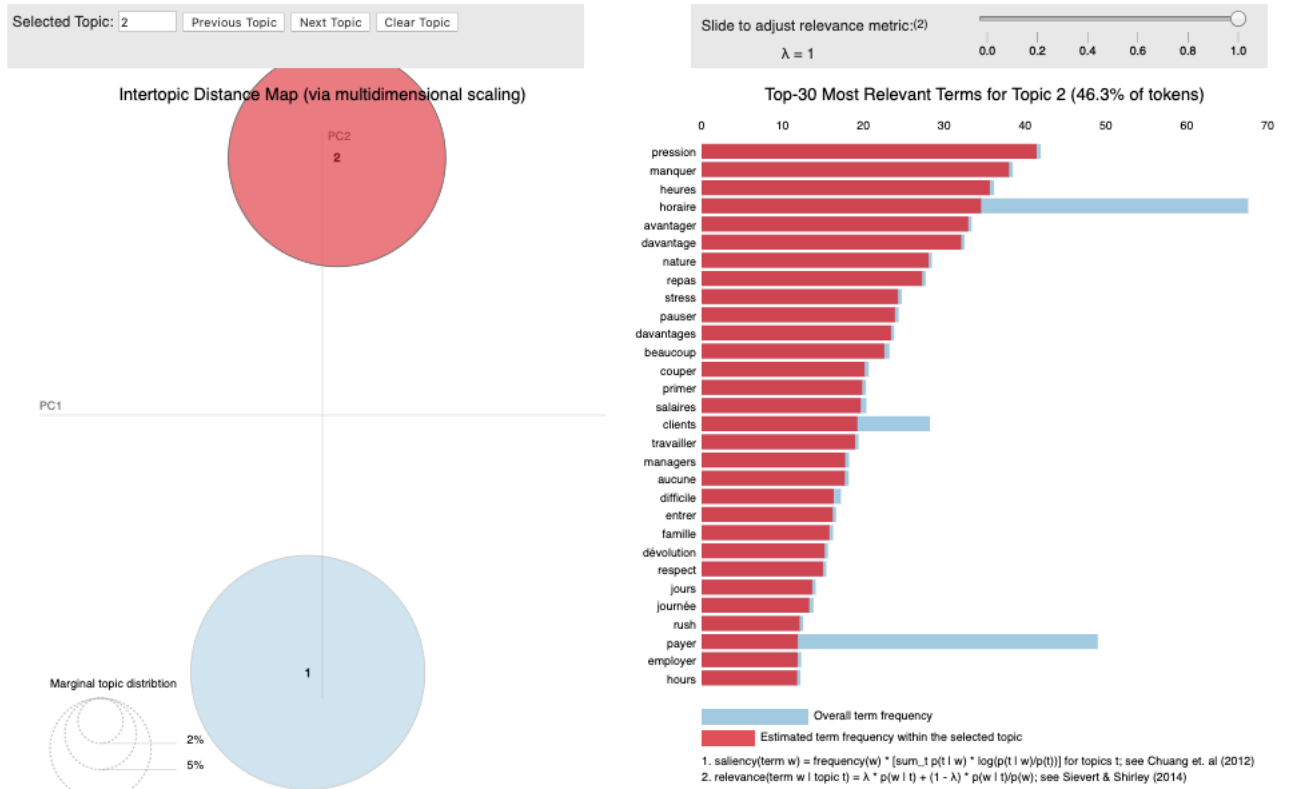 Selected Topic: 2 Previous Topic Next Topic Clear Topic
Slide to adjust relevance metric:(2)
λ = 1
0.0 0.2 0.4 0.6 0.8 1.0
Intertopic Distance Map (via multidimensional scaling)
PC2
2
PC1
1
Marginal topic distribtion
2%
5%
Top-30 Most Relevant Terms for Topic 2 (46.3% of tokens)
0 10 20 30 40 50 60 70
pression
manquer
heures
horaire
avantager
davantage
nature
repas
stress
pauser
davantages
beaucoup
couper
primer
salaires
clients
travailler
managers
aucune
difficile
entrer
famille
dévolution
respect
jours
journée
rush
payer
employer
hours
Overall term frequency
Estimated term frequency within the selected topic
1. saliency(term w) = frequency(w) * [sum_t p(t | w) * log(p(t | w)/p(t))] for topics t; see Chuang et. al (2012)
2. relevance(term w | topic t) = λ * p(w | t) + (1 - λ) * p(w | t)/p(w); see Sievert & Shirley (2014)